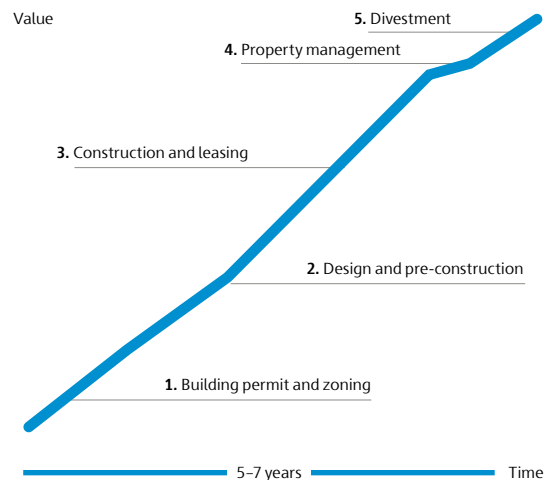 Value
5. Divestment
4. Property management
3. Construction and leasing
2. Design and pre-construction
1. Building permit and zoning
5–7 years
Time